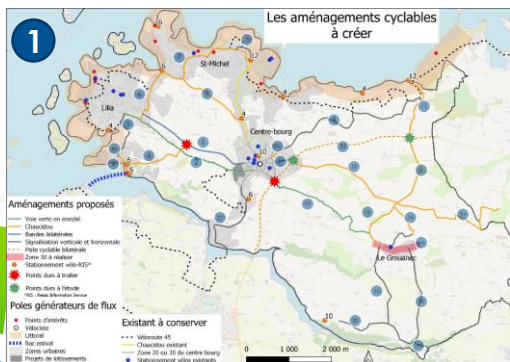 1
Les aménagements cyclables
à créer
St-Michel
Lilia
Centre-bourg
Le Grouanec
Aménagements proposés
Voie verte en enrobé
Chaucidou
Bandes bilatérales
Signalisation verticale et horizontale
Piste cyclable bilatérale
Zone 30 à réaliser
Stationnement vélo-RIS*
Points durs à traiter
Points durs à l'étude
*RIS : Relais Information Service
Pôles générateurs de flux
Points d'intérêts
Vélociste
Littoral
Bac estival
Zones urbaines
Projets de lotissements
Existant à conserver
Véloroute 45
Chaucidou existant
Zone 20 ou 30 du centre bourg
Stationnement vélos existants
0 1 000 2 000 m